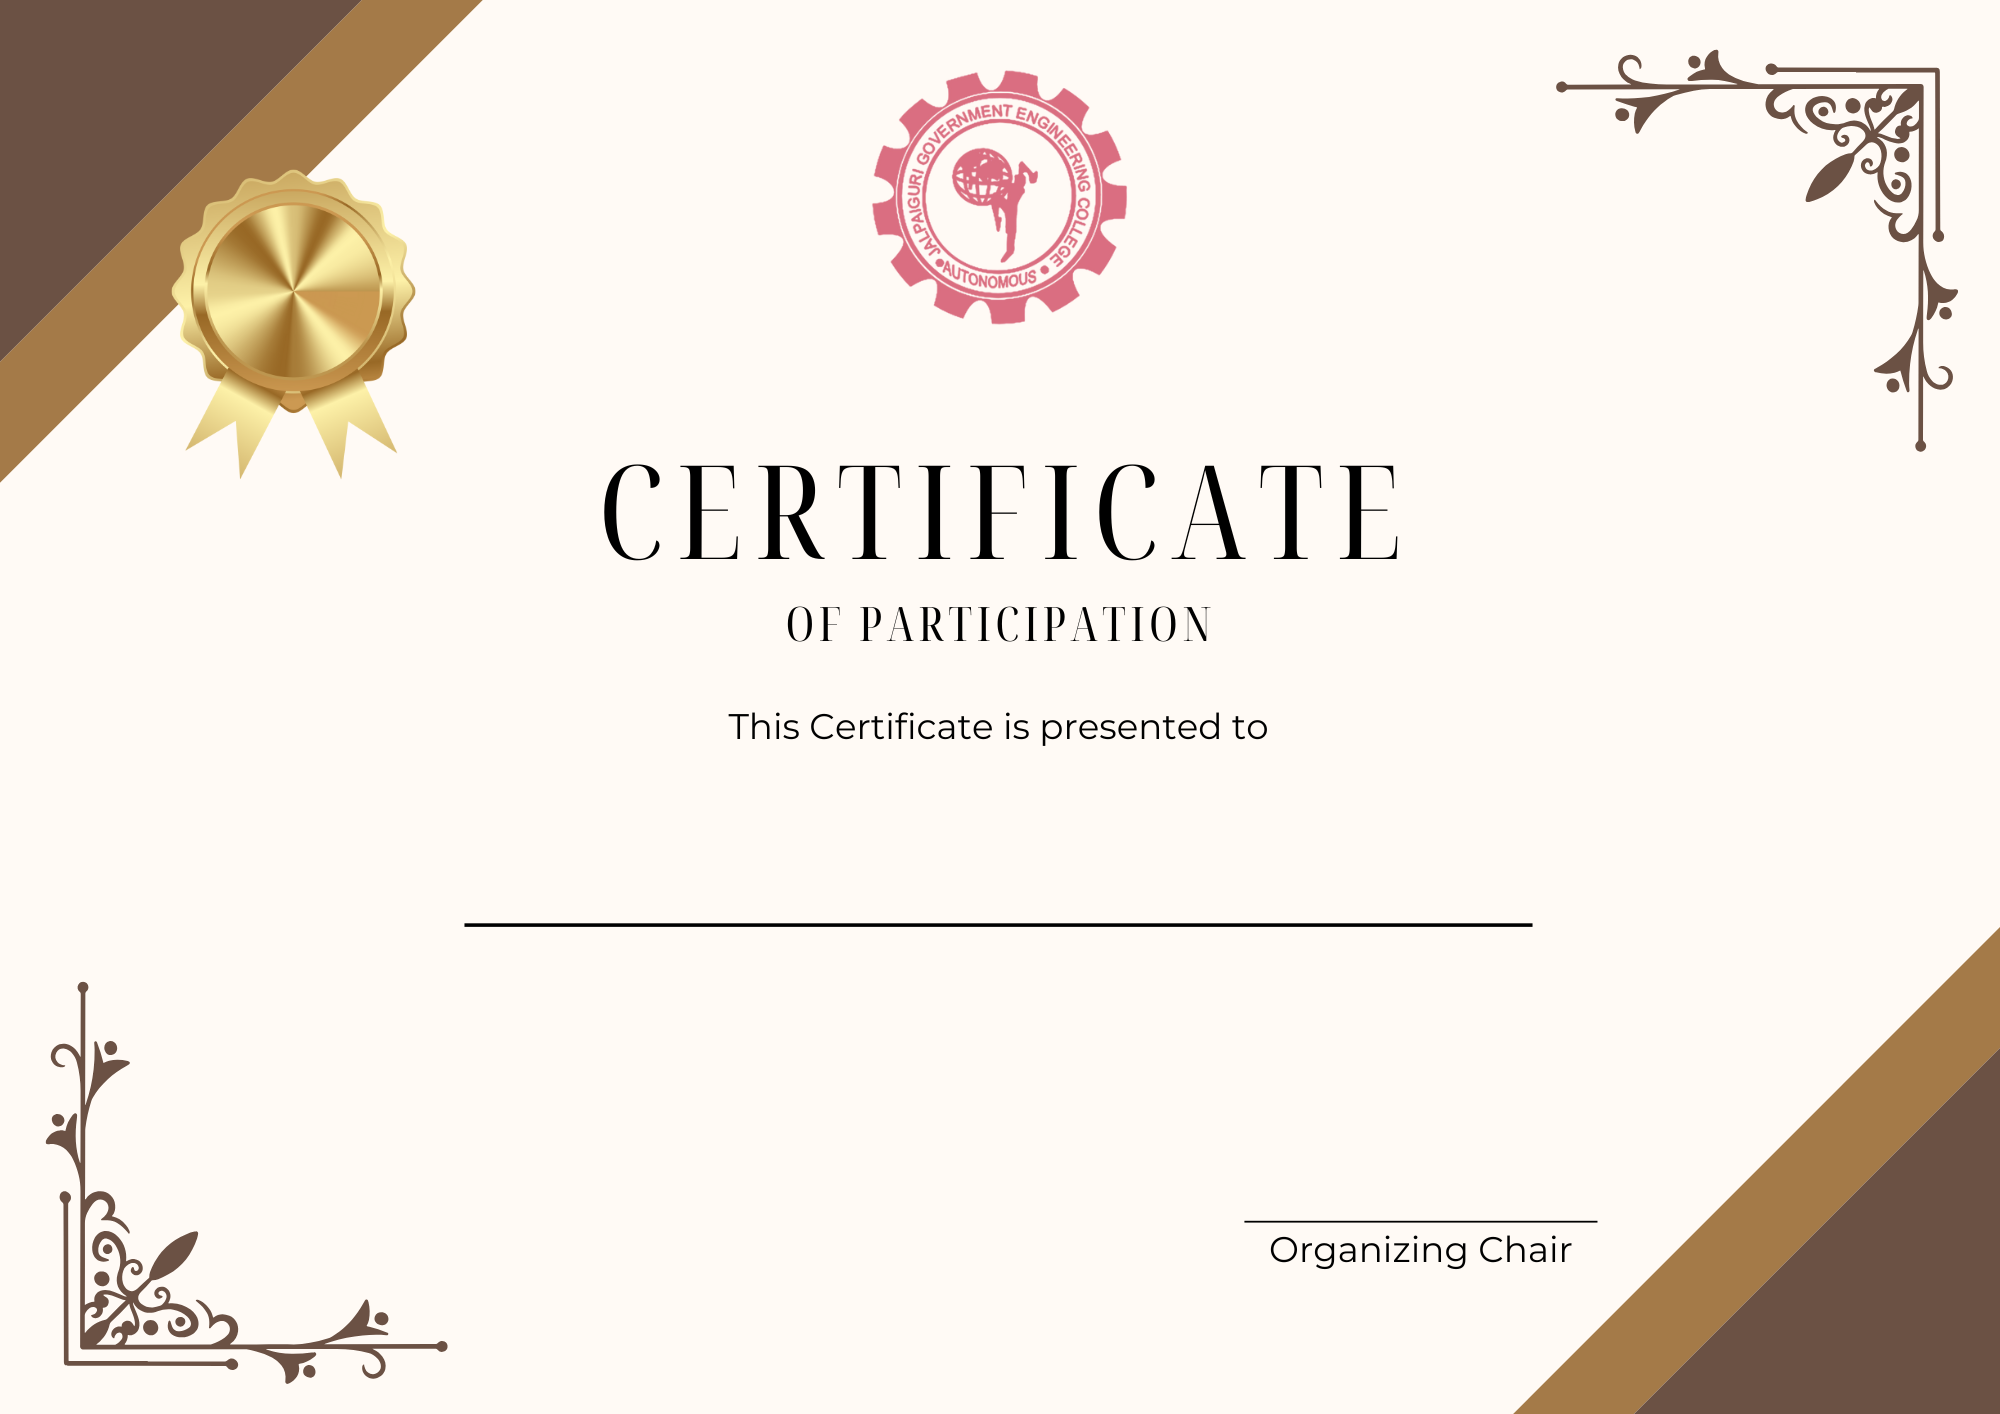 JALPAIGURI GOVERNMENT ENGINEERING COLLEGE
• AUTONOMOUS •
CERTIFICATE
OF PARTICIPATION
This Certificate is presented to
Organizing Chair